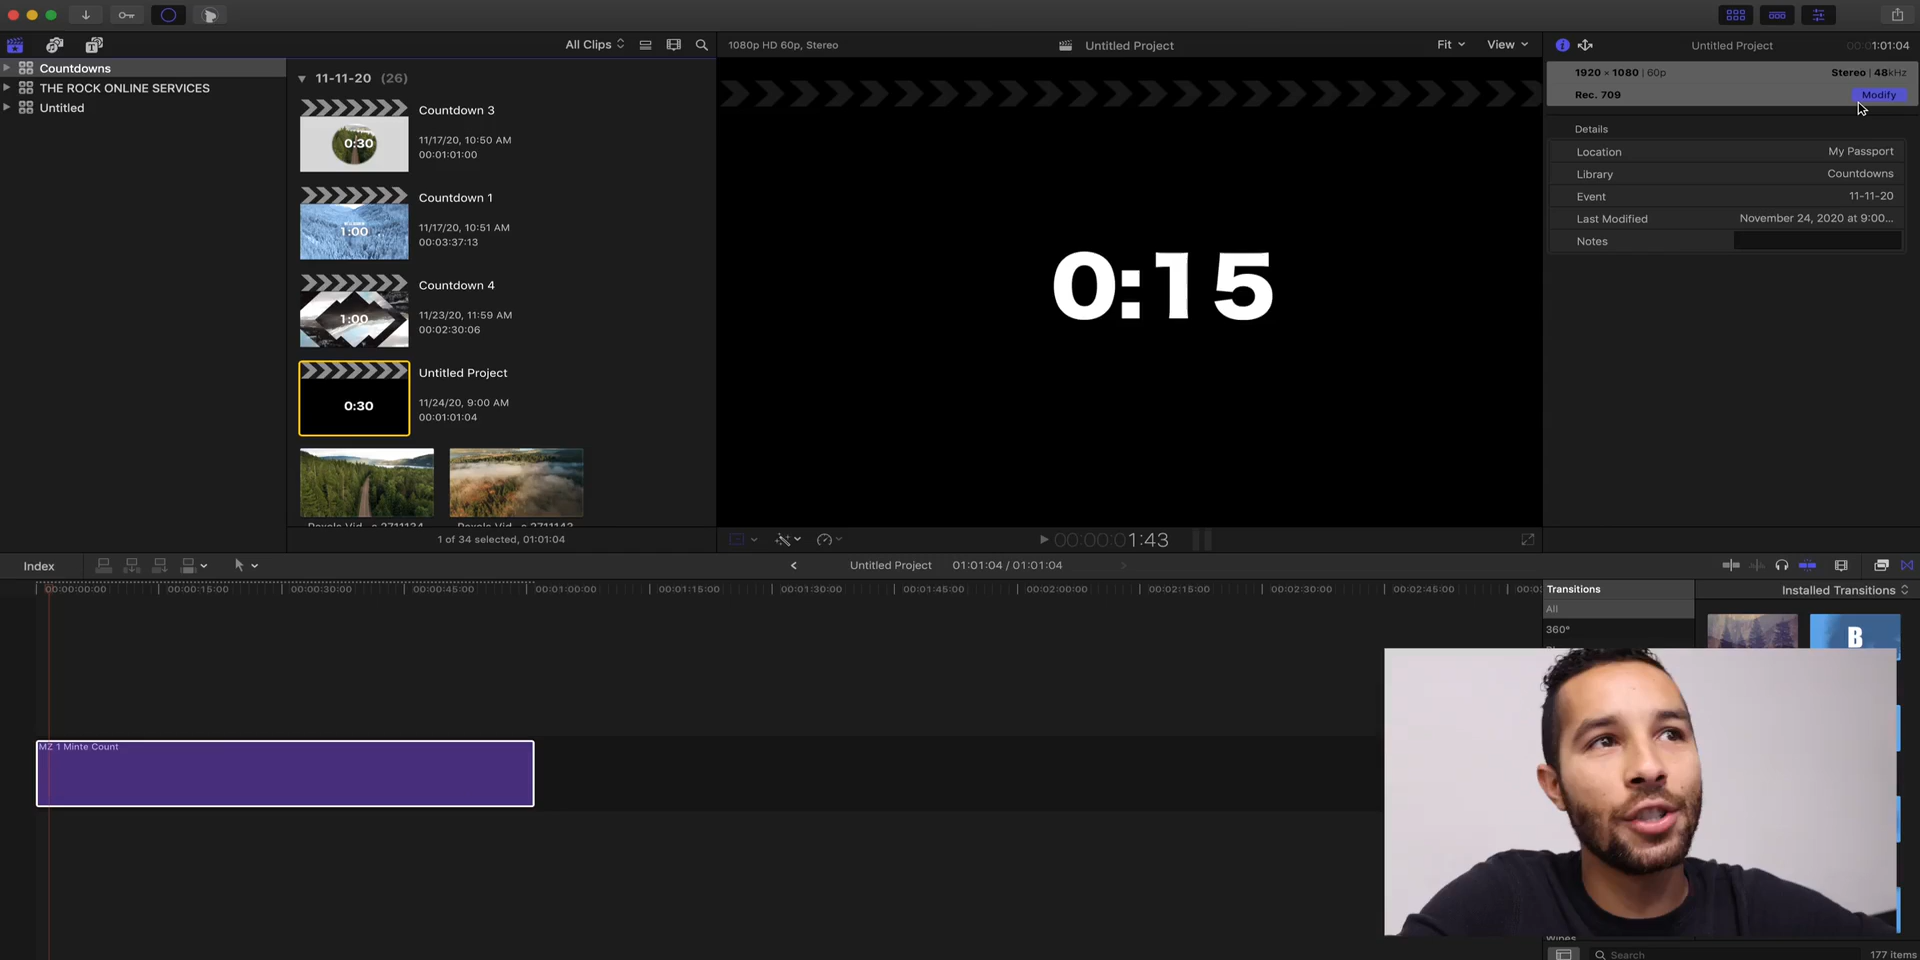 All Clips
1080p HD 60p, Stereo
Untitled Project
Fit
View
Untitled Project
00:01:01:04
Countdowns
THE ROCK ONLINE SERVICES
Untitled
11-11-20 (26)
Countdown 3
11/17/20, 10:50 AM
00:01:01:00
0:30
Countdown 1
11/17/20, 10:51 AM
00:03:37:13
1:00
Countdown 4
11/23/20, 11:59 AM
00:02:30:06
1:00
Untitled Project
11/24/20, 9:00 AM
00:01:01:04
0:30
1 of 34 selected, 01:01:04
0:15
00:00:01:43
1920 × 1080 | 60p
Stereo | 48kHz
Rec. 709
Modify
Details
Location My Passport
Library Countdowns
Event 11-11-20
Last Modified November 24, 2020 at 9:00...
Notes
Index
Untitled Project
01:01:04 / 01:01:04
00:00:00:00 00:00:15:00 00:00:30:00 00:00:45:00 00:01:00:00 00:01:15:00 00:01:30:00 00:01:45:00 00:02:00:00 00:02:15:00 00:02:30:00 00:02:45:00
MZ 1 Minte Count
Transitions
Installed Transitions
All
360°
B
Search
177 items